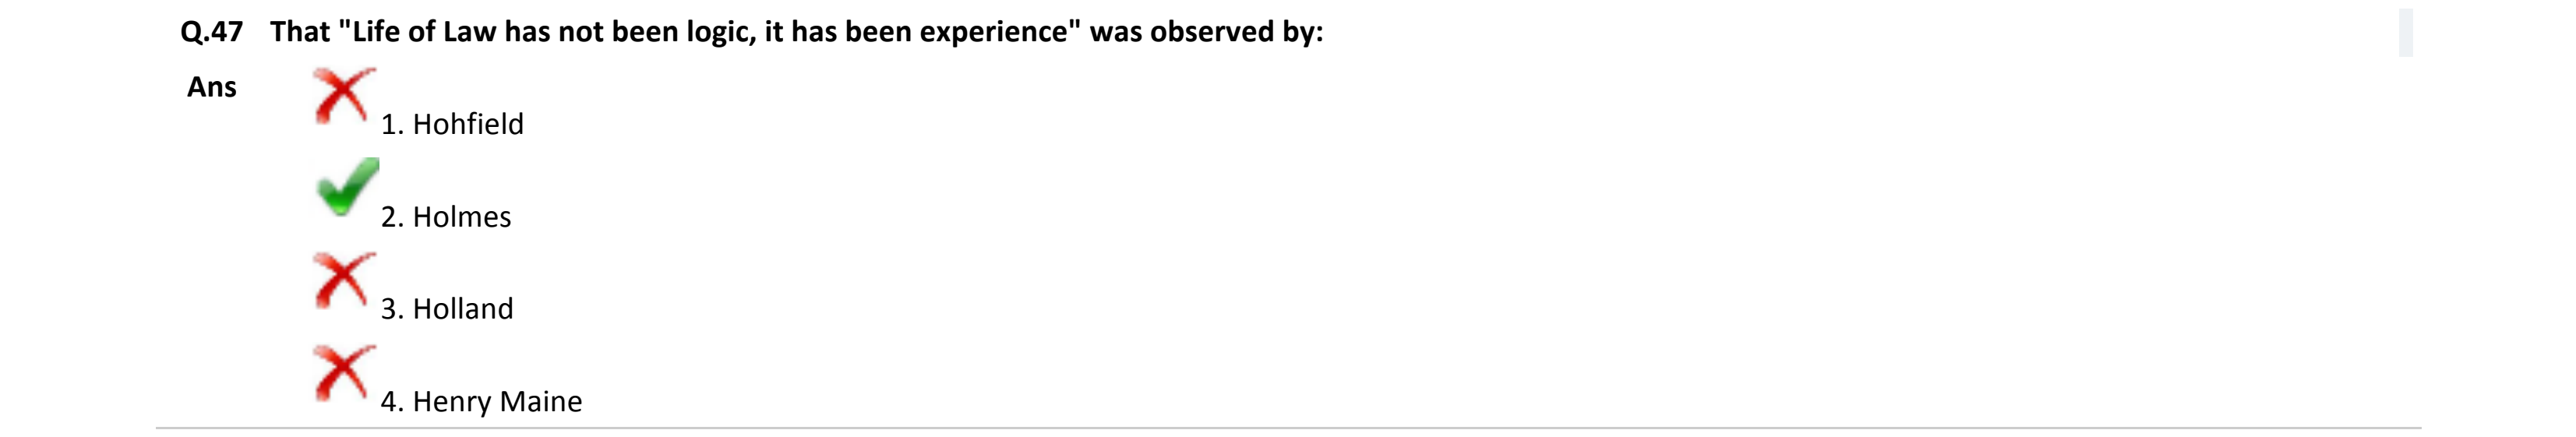 Q.47 That "Life of Law has not been logic, it has been experience" was observed by:
Ans
1. Hohfield
2. Holmes
3. Holland
4. Henry Maine